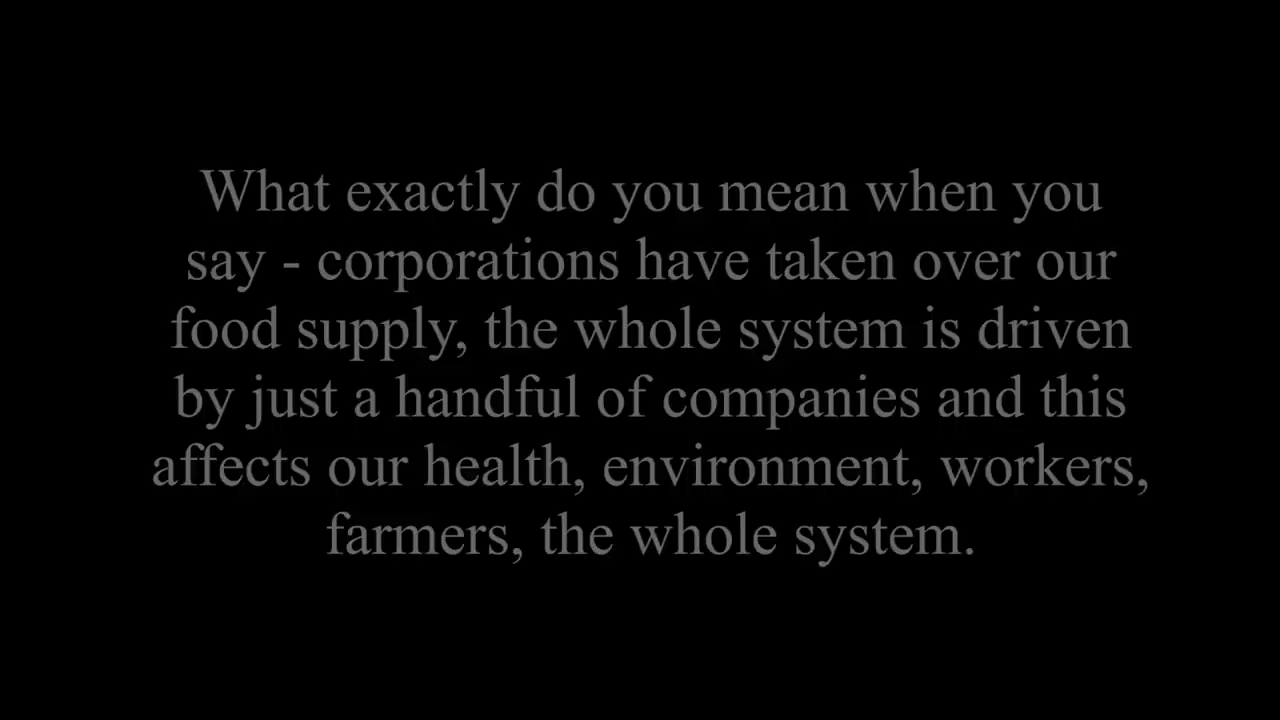 What exactly do you mean when you
say - corporations have taken over our
food supply, the whole system is driven
by just a handful of companies and this
affects our health, environment, workers,
farmers, the whole system.